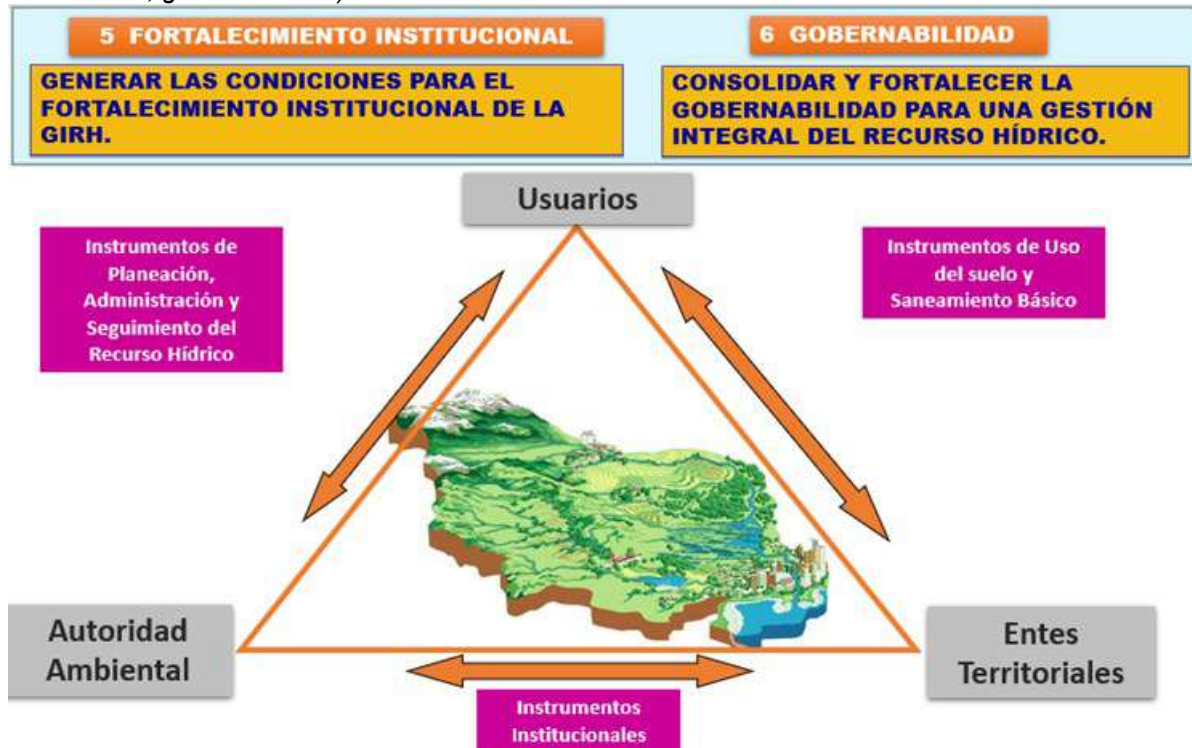 5 FORTALECIMIENTO INSTITUCIONAL
GENERAR LAS CONDICIONES PARA EL
FORTALECIMIENTO INSTITUCIONAL DE LA
GIRH.
6 GOBERNABILIDAD
CONSOLIDAR Y FORTALECER LA
GOBERNABILIDAD PARA UNA GESTIÓN
INTEGRAL DEL RECURSO HÍDRICO.
Usuarios
Instrumentos de
Planeación,
Administración y
Seguimiento del
Recurso Hídrico
Instrumentos de Uso
del suelo y
Saneamiento Básico
Autoridad
Ambiental
Entes
Territoriales
Instrumentos
Institucionales